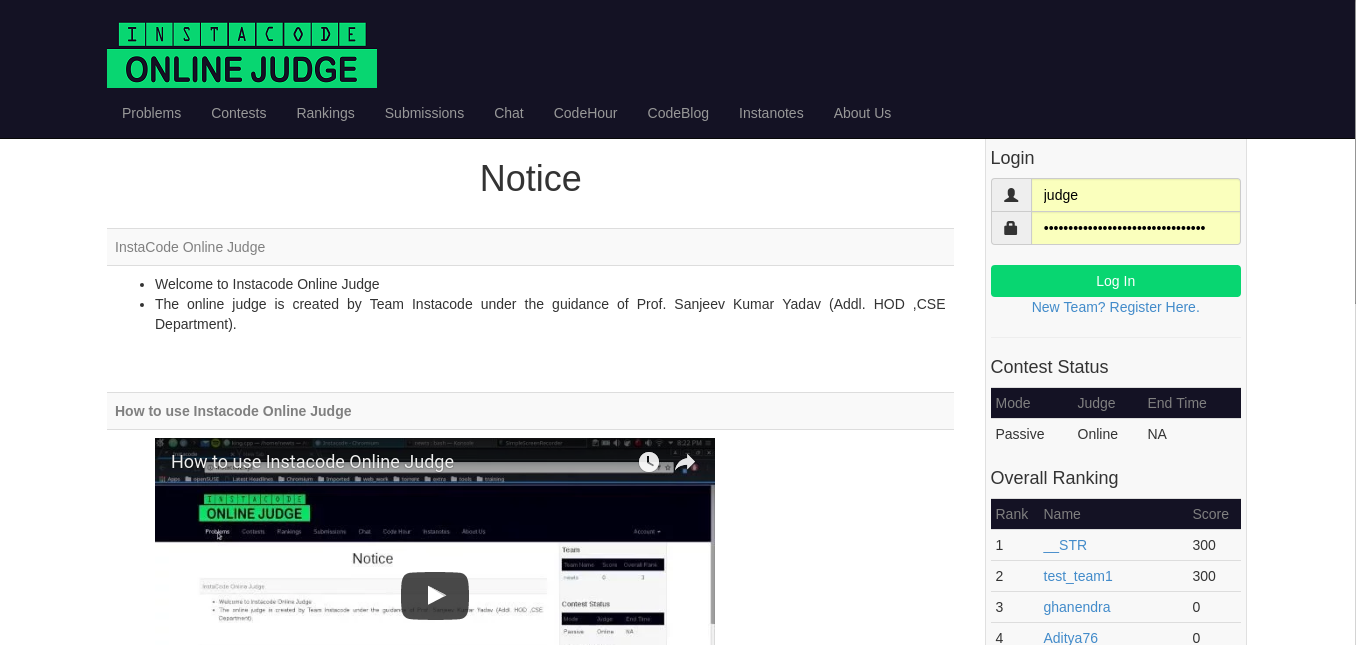 INSTACODE
ONLINE JUDGE
Problems Contests Rankings Submissions Chat CodeHour CodeBlog Instanotes About Us
Notice
InstaCode Online Judge
Welcome to Instacode Online Judge
The online judge is created by Team Instacode under the guidance of Prof. Sanjeev Kumar Yadav (Addl. HOD ,CSE
Department).
How to use Instacode Online Judge
How to use Instacode Online Judge
INSTACODE
ONLINE JUDGE
Problems Contests Rankings Submissions Chat Code Hour Instanotes About Us Account
Notice
InstaCode Online Judge
Welcome to Instacode Online Judge
The online judge is created by Team Instacode under the guidance of Prof. Sanjeev Kumar Yadav (Addl HOD ,CSE
Department).
Team
Team Name Score Overall Rank
Contest Status
Mode Judge End Time
Passive Online NA
Login
judge
Log In
New Team? Register Here.
Contest Status
Mode Judge End Time
Passive Online NA
Overall Ranking
Rank Name Score
1 __STR 300
2 test_team1 300
3 ghanendra 0
4 Aditya76 0